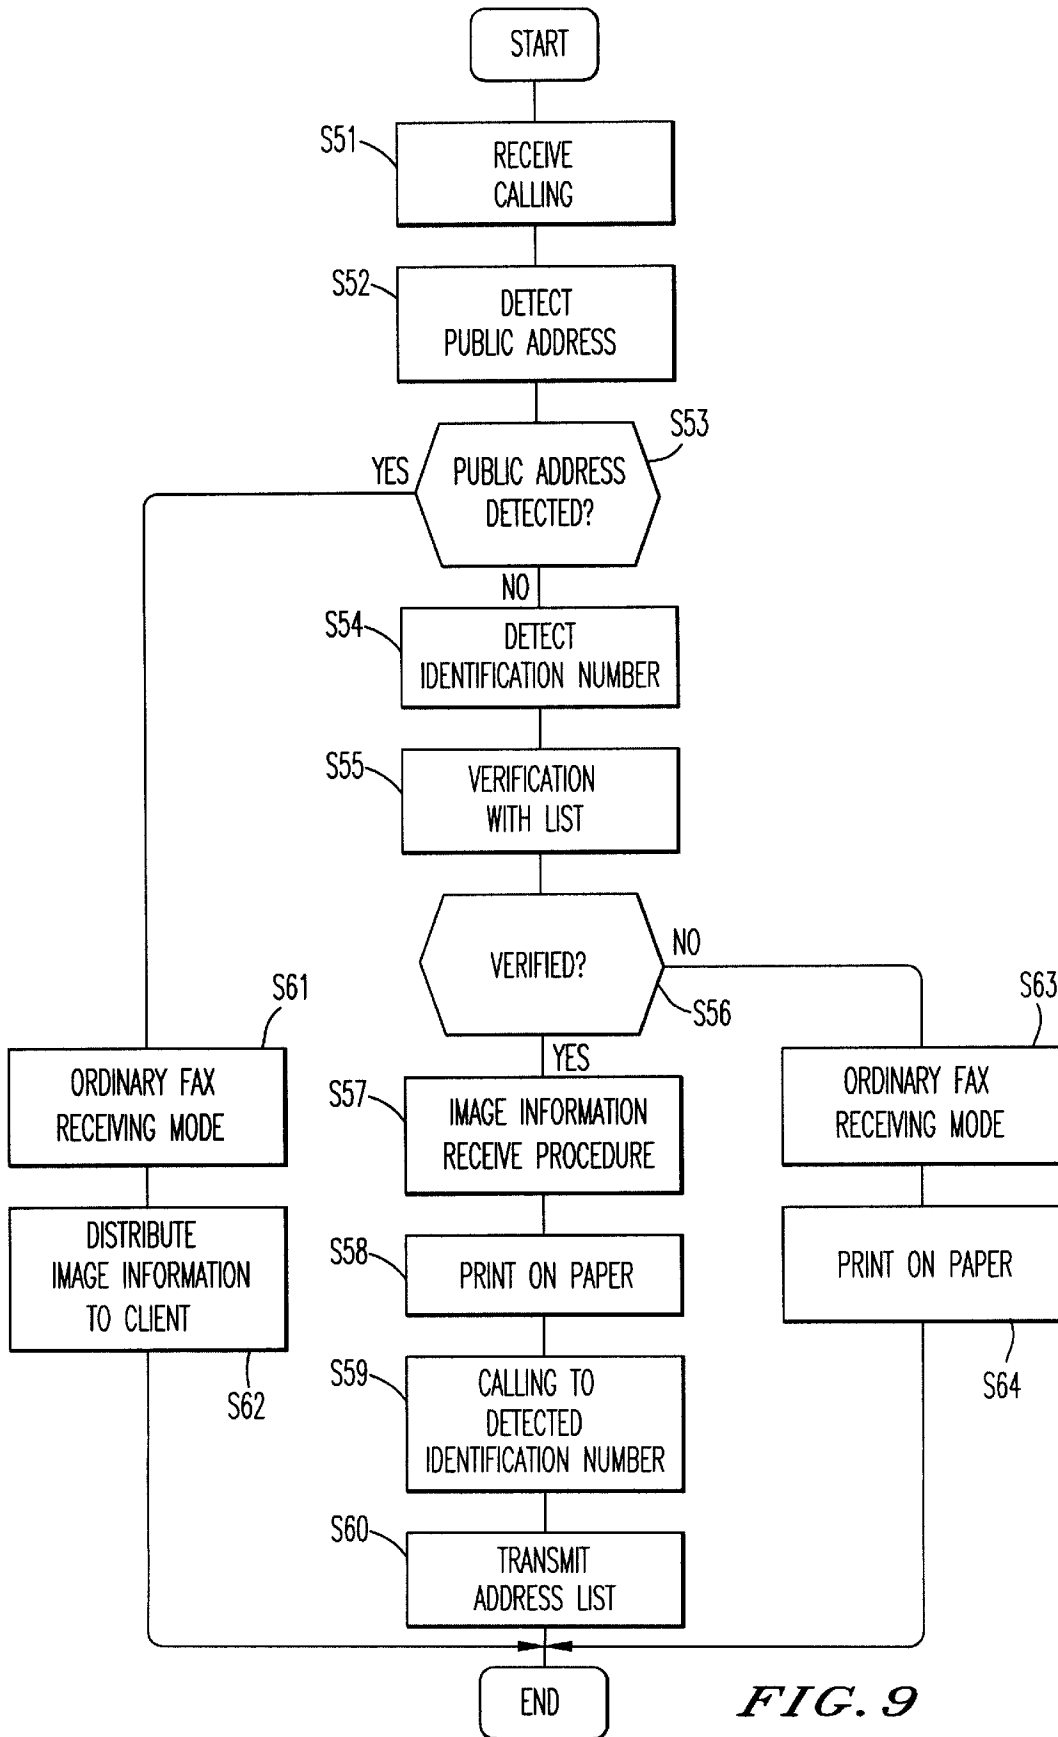 START
S51
RECEIVE
CALLING
S52
DETECT
PUBLIC ADDRESS
S53
YES
PUBLIC ADDRESS
DETECTED?
NO
S54
DETECT
IDENTIFICATION NUMBER
S55
VERIFICATION
WITH LIST
VERIFIED?
NO
S56
YES
S61
ORDINARY FAX
RECEIVING MODE
S57
IMAGE INFORMATION
RECEIVE PROCEDURE
S63
ORDINARY FAX
RECEIVING MODE
DISTRIBUTE
IMAGE INFORMATION
TO CLIENT
S62
S58
PRINT ON PAPER
PRINT ON PAPER
S64
S59
CALLING TO
DETECTED
IDENTIFICATION NUMBER
S60
TRANSMIT
ADDRESS LIST
END
FIG. 9